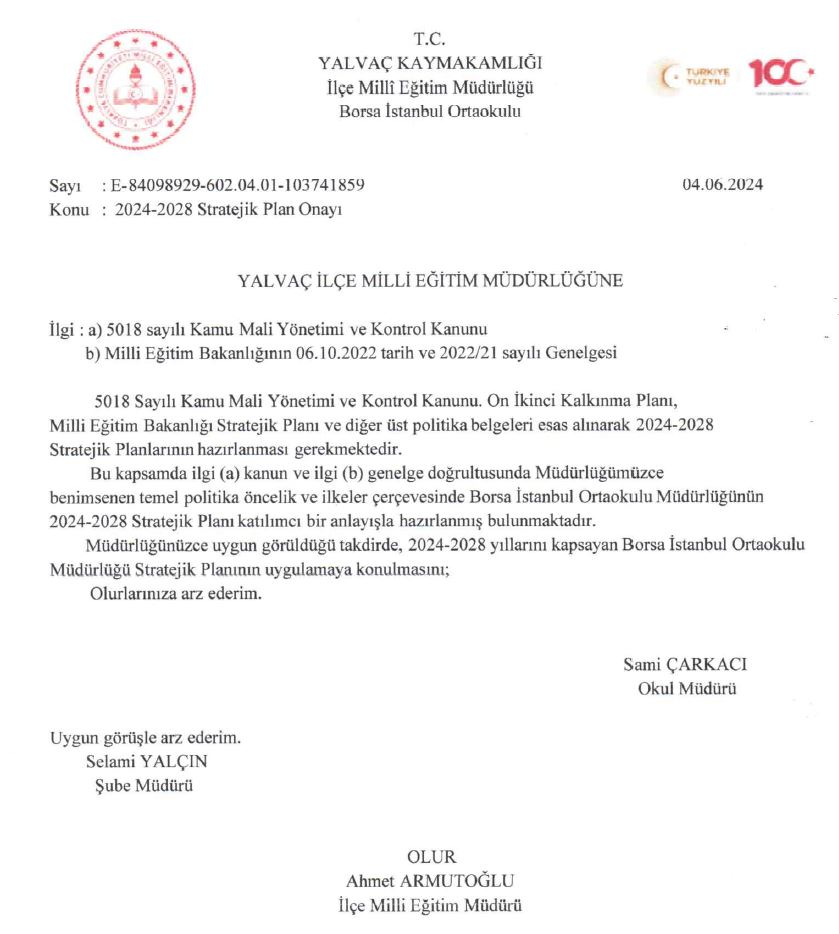 T.C.
YALVAÇ KAYMAKAMLIĞI
İlçe Millî Eğitim Müdürlüğü
Borsa İstanbul Ortaokulu
TÜRKİYE
YÜZYILI
100
Sayı : E-84098929-602.04.01-103741859 04.06.2024
Konu : 2024-2028 Stratejik Plan Onayı
YALVAÇ İLÇE MİLLİ EĞİTİM MÜDÜRLÜĞÜNE
İlgi : a) 5018 sayılı Kamu Mali Yönetimi ve Kontrol Kanunu
b) Milli Eğitim Bakanlığının 06.10.2022 tarih ve 2022/21 sayılı Genelgesi
5018 Sayılı Kamu Mali Yönetimi ve Kontrol Kanunu. On İkinci Kalkınma Planı,
Milli Eğitim Bakanlığı Stratejik Planı ve diğer üst politika belgeleri esas alınarak 2024-2028
Stratejik Planlarının hazırlanması gerekmektedir.
Bu kapsamda ilgi (a) kanun ve ilgi (b) genelge doğrultusunda Müdürlüğümüzce
benimsenen temel politika öncelik ve ilkeler çerçevesinde Borsa İstanbul Ortaokulu Müdürlüğünün
2024-2028 Stratejik Planı katılımcı bir anlayışla hazırlanmış bulunmaktadır.
Müdürlüğünüzce uygun görüldüğü takdirde, 2024-2028 yıllarını kapsayan Borsa İstanbul Ortaokulu
Müdürlüğü Stratejik Planının uygulamaya konulmasını;
Olurlarınıza arz ederim.
Sami ÇARKACI
Okul Müdürü
Uygun görüşle arz ederim.
Selami YALÇIN
Şube Müdürü
OLUR
Ahmet ARMUTOĞLU
İlçe Milli Eğitim Müdürü